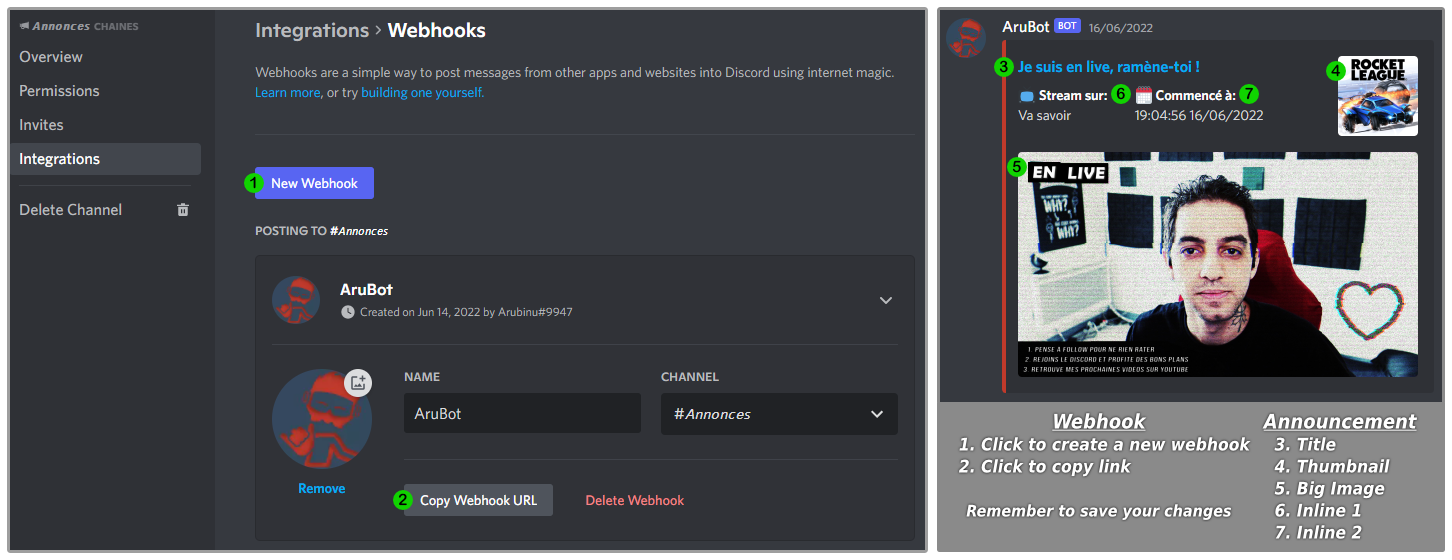 Annonces CHAINES
Overview
Permissions
Invites
Integrations
Delete Channel
Integrations > Webhooks
Webhooks are a simple way to post messages from other apps and websites into Discord using internet magic.
Learn more, or try building one yourself.
1 New Webhook
POSTING TO #Annonces
AruBot
Created on Jun 14, 2022 by Arubinu#9947
NAME
CHANNEL
AruBot
#Annonces
Remove
2 Copy Webhook URL
Delete Webhook
AruBot BOT 16/06/2022
3 Je suis en live, ramène-toi !
4 ROCKET
LEAGUE
Stream sur: 6
Commencé à: 7
Va savoir
19:04:56 16/06/2022
5 EN LIVE
WHY?
1. PENSE A FOLLOW POUR NE RIEN RATER
2. REJOINS LE DISCORD ET PROFITE DES BONS PLANS
3. RETROUVE MES PROCHAINES VIDEOS SUR YOUTUBE
Webhook
1. Click to create a new webhook
2. Click to copy link
Remember to save your changes
Announcement
3. Title
4. Thumbnail
5. Big Image
6. Inline 1
7. Inline 2